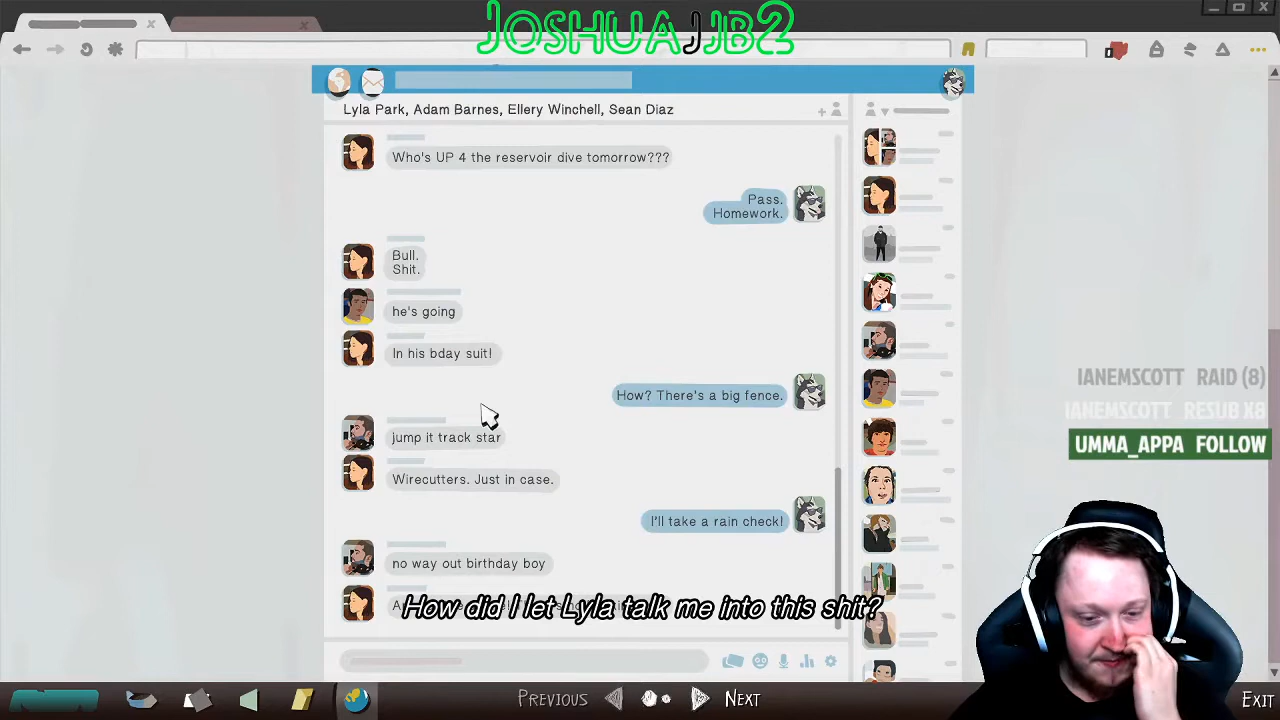 JOSHUAJJB2
Lyla Park, Adam Barnes, Ellery Winchell, Sean Diaz
Who's UP 4 the reservoir dive tomorrow???
Pass.
Homework.
Bull.
Shit.
he's going
In his bday suit!
How? There's a big fence.
IANEMSCOTT RAID (8)
IANEMSCOTT RESUB X8
UMMA_APPA FOLLOW
jump it track star
Wirecutters. Just in case.
I'll take a rain check!
no way out birthday boy
How did I let Lyla talk me into this shit?
PREVIOUS
NEXT
EXIT